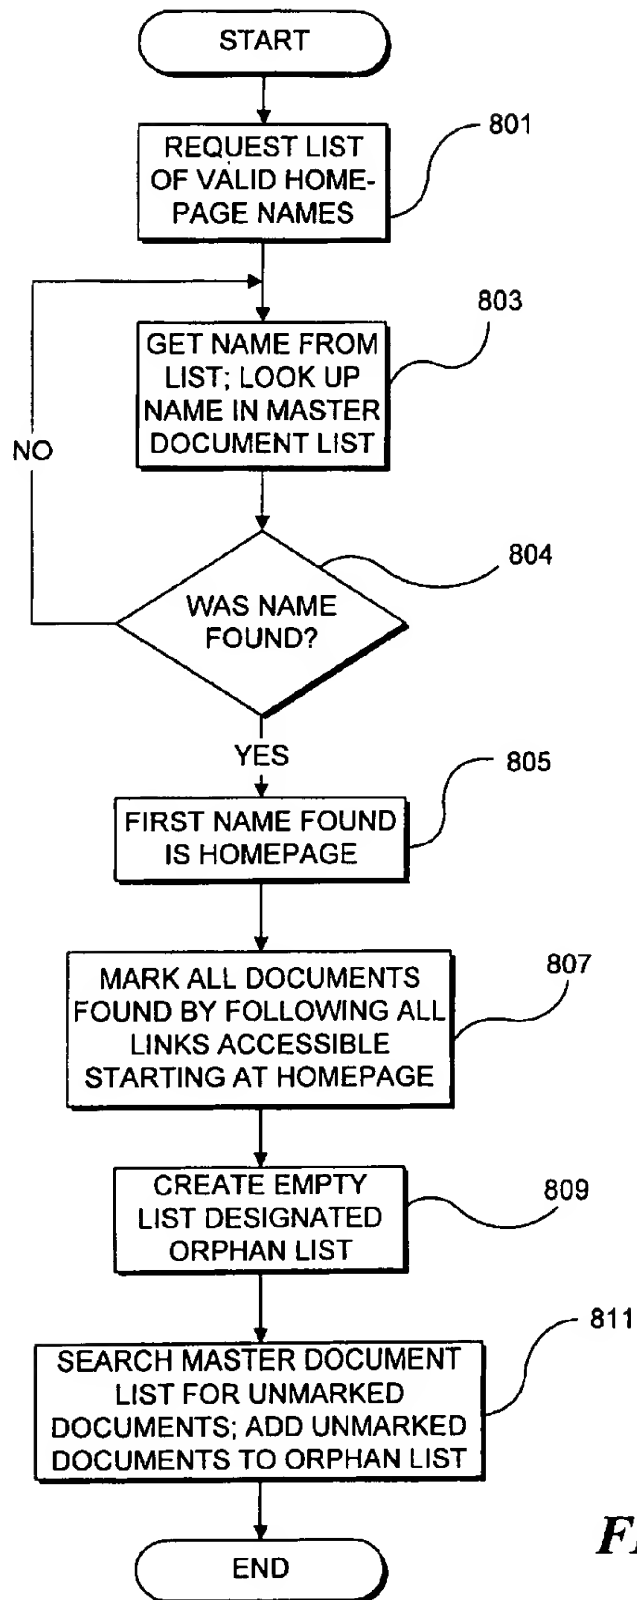 START
REQUEST LIST
OF VALID HOME-
PAGE NAMES
801
GET NAME FROM
LIST; LOOK UP
NAME IN MASTER
DOCUMENT LIST
803
NO
WAS NAME
FOUND?
804
YES
FIRST NAME FOUND
IS HOMEPAGE
805
MARK ALL DOCUMENTS
FOUND BY FOLLOWING ALL
LINKS ACCESSIBLE
STARTING AT HOMEPAGE
807
CREATE EMPTY
LIST DESIGNATED
ORPHAN LIST
809
SEARCH MASTER DOCUMENT
LIST FOR UNMARKED
DOCUMENTS; ADD UNMARKED
DOCUMENTS TO ORPHAN LIST
811
END